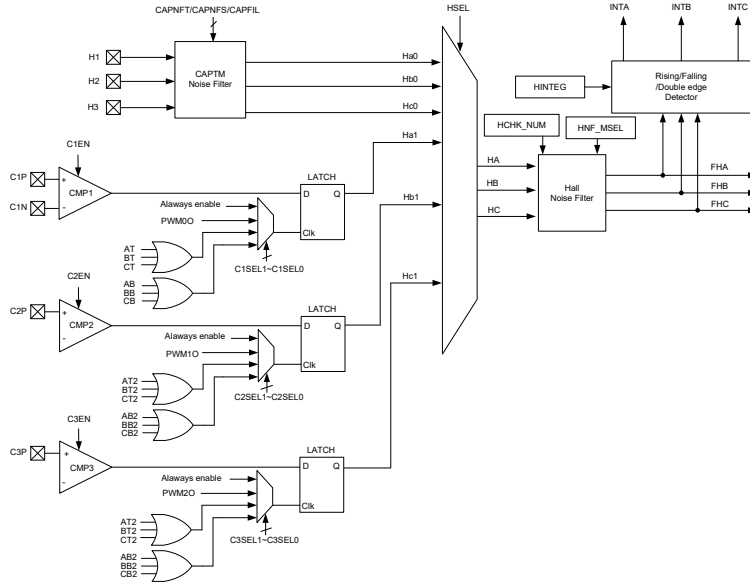 CAPNFT/CAPNFS/CAPFIL
HSEL
INTA
INTB
INTC
H1
H2
H3
CAPTM
Noise Filter
Ha0
Hb0
Hc0
Ha1
Hb1
Hc1
HINTEG
Rising/Falling
/Double edge
Detector
HCHK_NUM
HNF_MSEL
HA
HB
HC
Hall
Noise Filter
FHA
FHB
FHC
C1EN
C1P
C1N
+
-
CMP1
LATCH
D
Q
Clk
Alaways enable
PWM0O
AT
BT
CT
AB
BB
CB
C1SEL1~C1SEL0
C2EN
C2P
+
-
CMP2
LATCH
D
Q
Clk
Alaways enable
PWM1O
AT2
BT2
CT2
AB2
BB2
CB2
C2SEL1~C2SEL0
C3EN
C3P
+
-
CMP3
LATCH
D
Q
Clk
Alaways enable
PWM2O
AT2
BT2
CT2
AB2
BB2
CB2
C3SEL1~C3SEL0